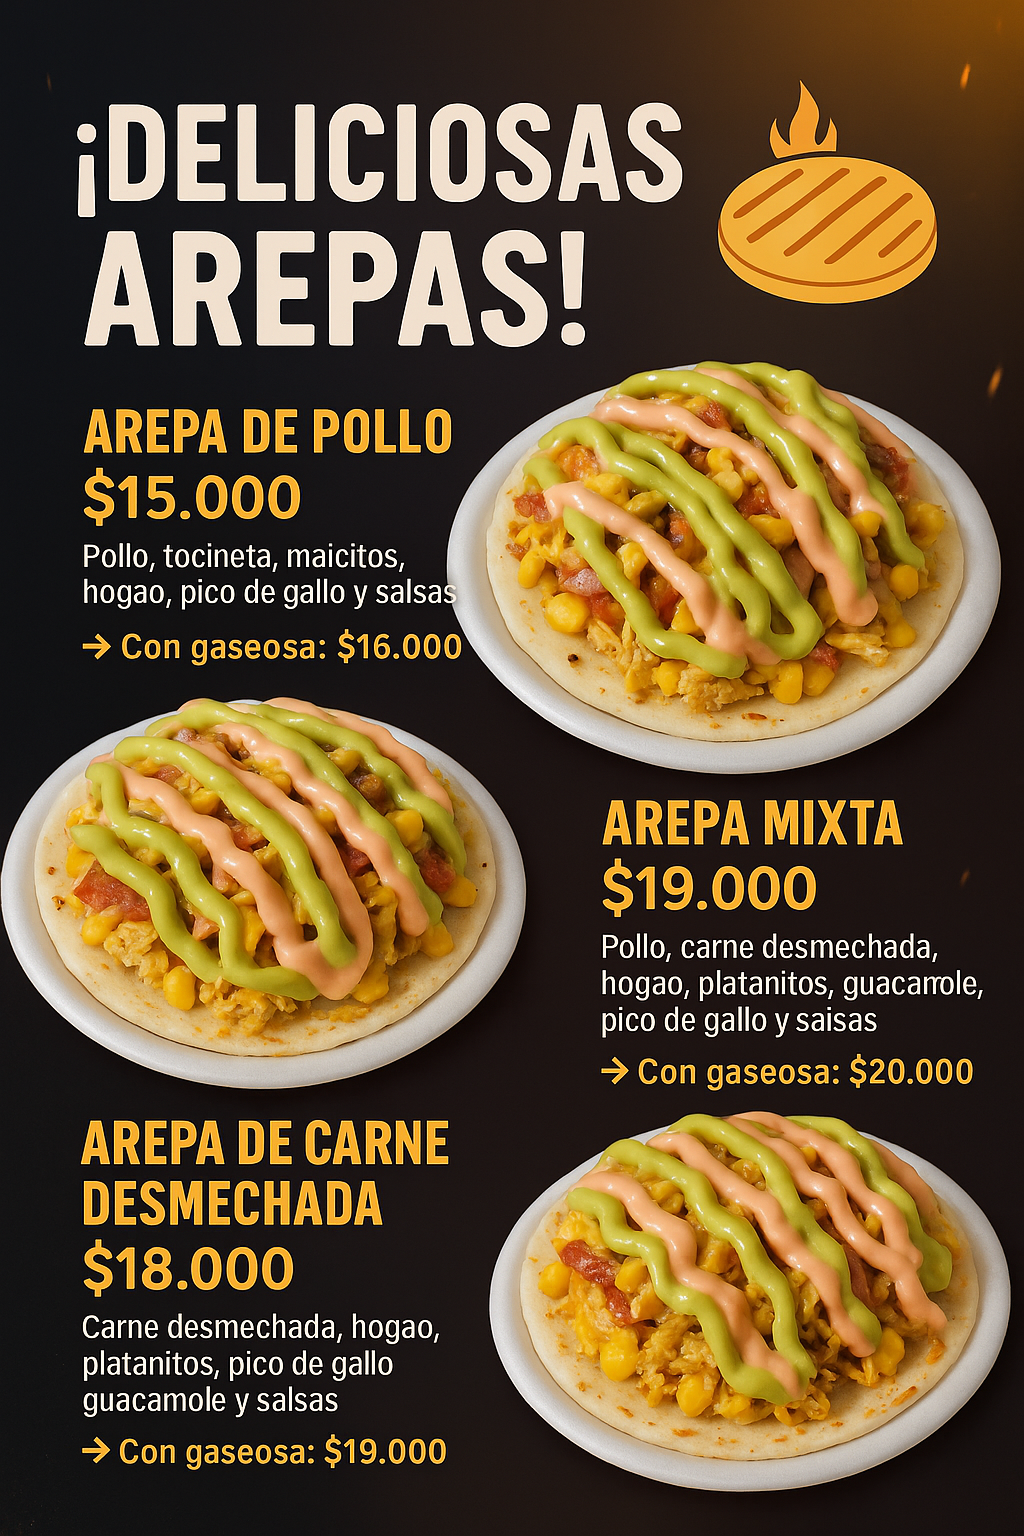 ¡DELICIOSAS
AREPAS!
AREPA DE POLLO
$15.000
Pollo, tocineta, maicitos,
hogao, pico de gallo y salsas
→ Con gaseosa: $16.000
AREPA MIXTA
$19.000
Pollo, carne desmechada,
hogao, platanitos, guacamole,
pico de gallo y saisas
→ Con gaseosa: $20.000
AREPA DE CARNE
DESMECHADA
$18.000
Carne desmechada, hogao,
platanitos, pico de gallo
guacamole y salsas
→ Con gaseosa: $19.000